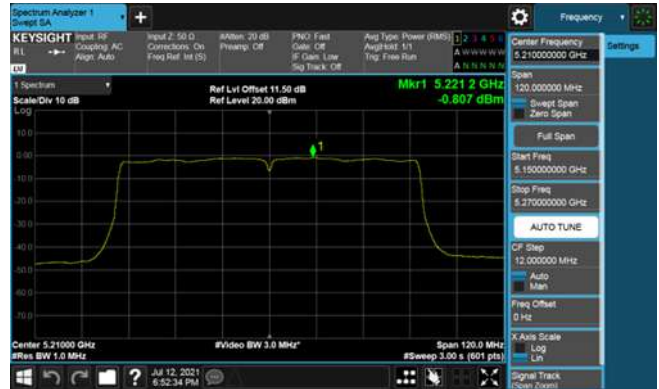 Spectrum Analyzer 1
Swept SA
+
Frequency
KEYSIGHT
RL
Input: RF
Coupling: AC
Align: Auto
Input Z: 50 Ω
Corrections: On
Freq Ref: Int (S)
#Atten: 20 dB
Preamp: Off
PNO: Fast
Gate: Off
IF Gain: Low
Sig Track: Off
Avg Type: Power (RMS)
Avg|Hold: 1/1
Trig: Free Run
1 2 3 4 5 6
A W W W W W
A N N N N N
LXI
1 Spectrum
Scale/Div 10 dB
Log
Ref Lvl Offset 11.50 dB
Ref Level 20.00 dBm
Mkr1 5.221 2 GHz
-0.807 dBm
10.0
0.00
-10.0
-20.0
-30.0
-40.0
-50.0
-60.0
-70.0
1
Center 5.21000 GHz
#Res BW 1.0 MHz
#Video BW 3.0 MHz*
Span 120.0 MHz
#Sweep 3.00 s (601 pts)
Jul 12, 2021
6:52:34 PM
?
Center Frequency
5.210000000 GHz
Settings
Span
120.000000 MHz
Swept Span
Zero Span
Full Span
Start Freq
5.150000000 GHz
Stop Freq
5.270000000 GHz
AUTO TUNE
CF Step
12.000000 MHz
Auto
Man
Freq Offset
0 Hz
X Axis Scale
Log
Lin
Signal Track
(Span Zoom)